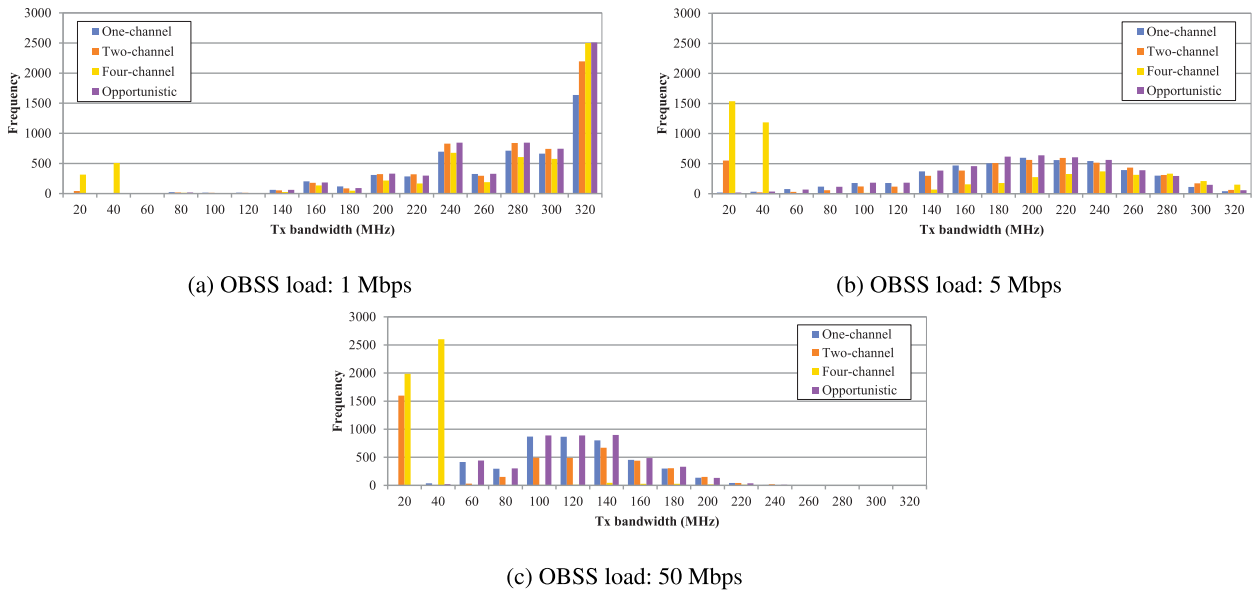 3000
2500
2000
1500
1000
500
0
Frequency
One-channel
Two-channel
Four-channel
Opportunistic
20 40 60 80 100 120 140 160 180 200 220 240 260 280 300 320
Tx bandwidth (MHz)
(a) OBSS load: 1 Mbps
3000
2500
2000
1500
1000
500
0
Frequency
One-channel
Two-channel
Four-channel
Opportunistic
20 40 60 80 100 120 140 160 180 200 220 240 260 280 300 320
Tx bandwidth (MHz)
(b) OBSS load: 5 Mbps
3000
2500
2000
1500
1000
500
0
Frequency
One-channel
Two-channel
Four-channel
Opportunistic
20 40 60 80 100 120 140 160 180 200 220 240 260 280 300 320
Tx bandwidth (MHz)
(c) OBSS load: 50 Mbps